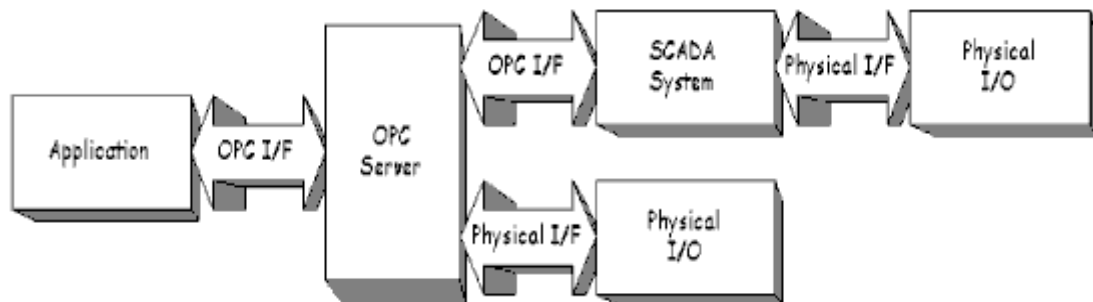 Application
OPC I/F
OPC
Server
OPC I/F
SCADA
System
Physical I/F
Physical
I/O
Physical I/F
Physical
I/O